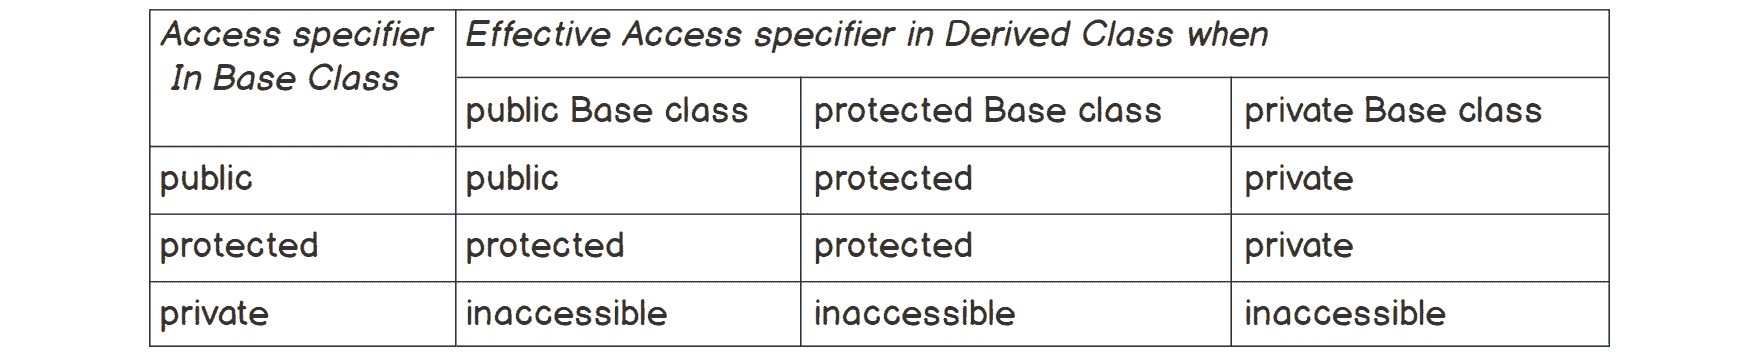 Access specifier Effective Access specifier in Derived Class when
In Base Class
public Base class protected Base class private Base class
public public protected private
protected protected protected private
private inaccessible inaccessible inaccessible